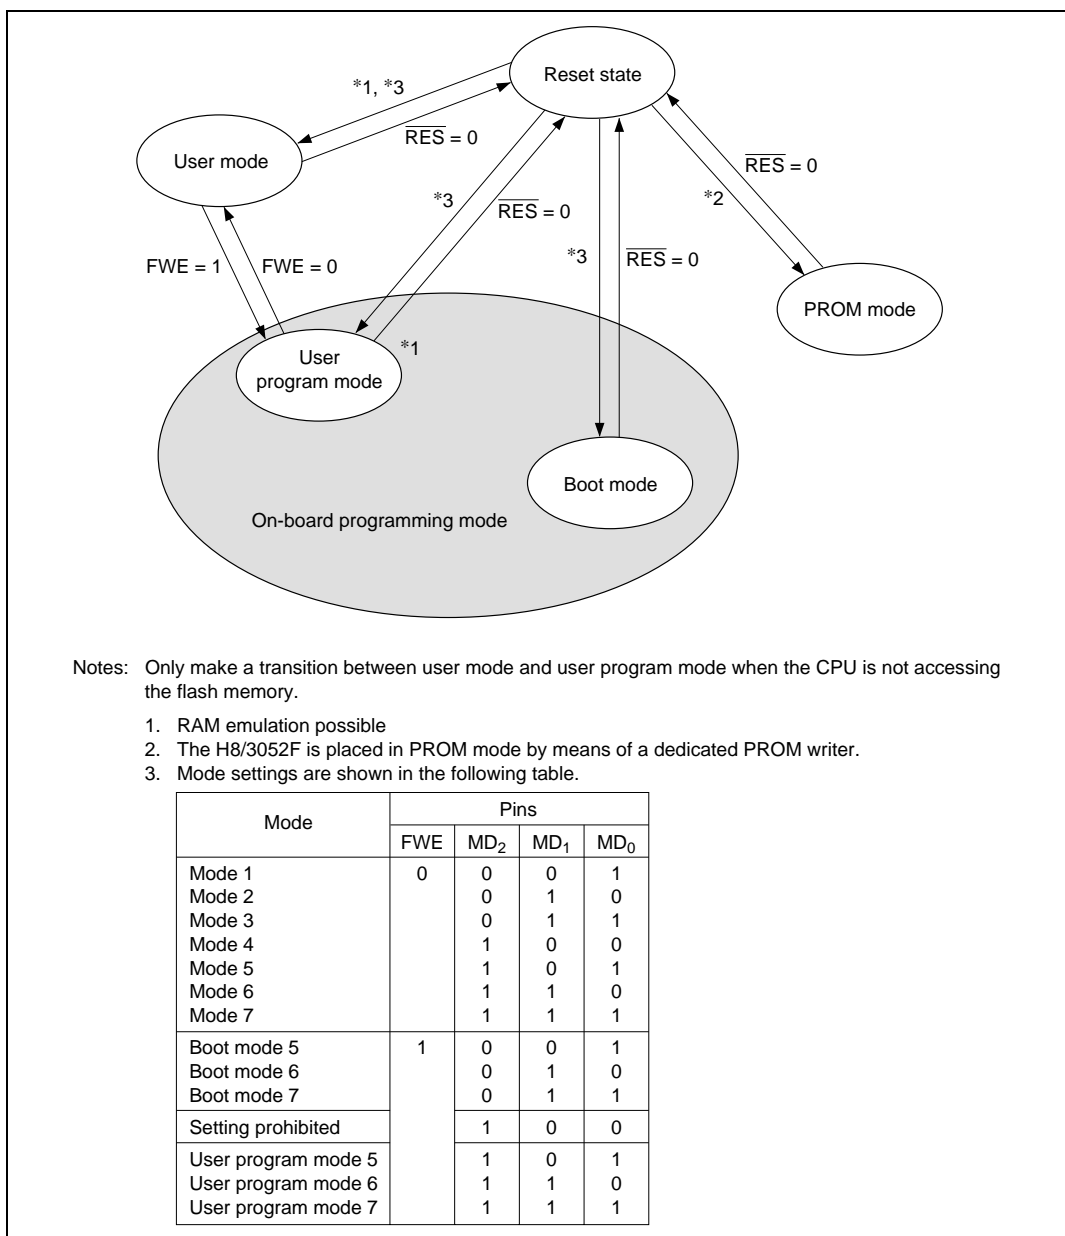 Reset state
*1, *3
RES = 0
User mode
*3
RES = 0
*2
RES = 0
FWE = 1
FWE = 0
*3
RES = 0
PROM mode
User
program mode
*1
Boot mode
On-board programming mode
Notes: Only make a transition between user mode and user program mode when the CPU is not accessing
the flash memory.
1. RAM emulation possible
2. The H8/3052F is placed in PROM mode by means of a dedicated PROM writer.
3. Mode settings are shown in the following table.
Mode Pins
FWE MD2 MD1 MD0
Mode 1 0 0 0 1
Mode 2 0 1 0
Mode 3 0 1 1
Mode 4 1 0 0
Mode 5 1 0 1
Mode 6 1 1 0
Mode 7 1 1 1
Boot mode 5 1 0 0 1
Boot mode 6 0 1 0
Boot mode 7 0 1 1
Setting prohibited 1 0 0
User program mode 5 1 0 1
User program mode 6 1 1 0
User program mode 7 1 1 1